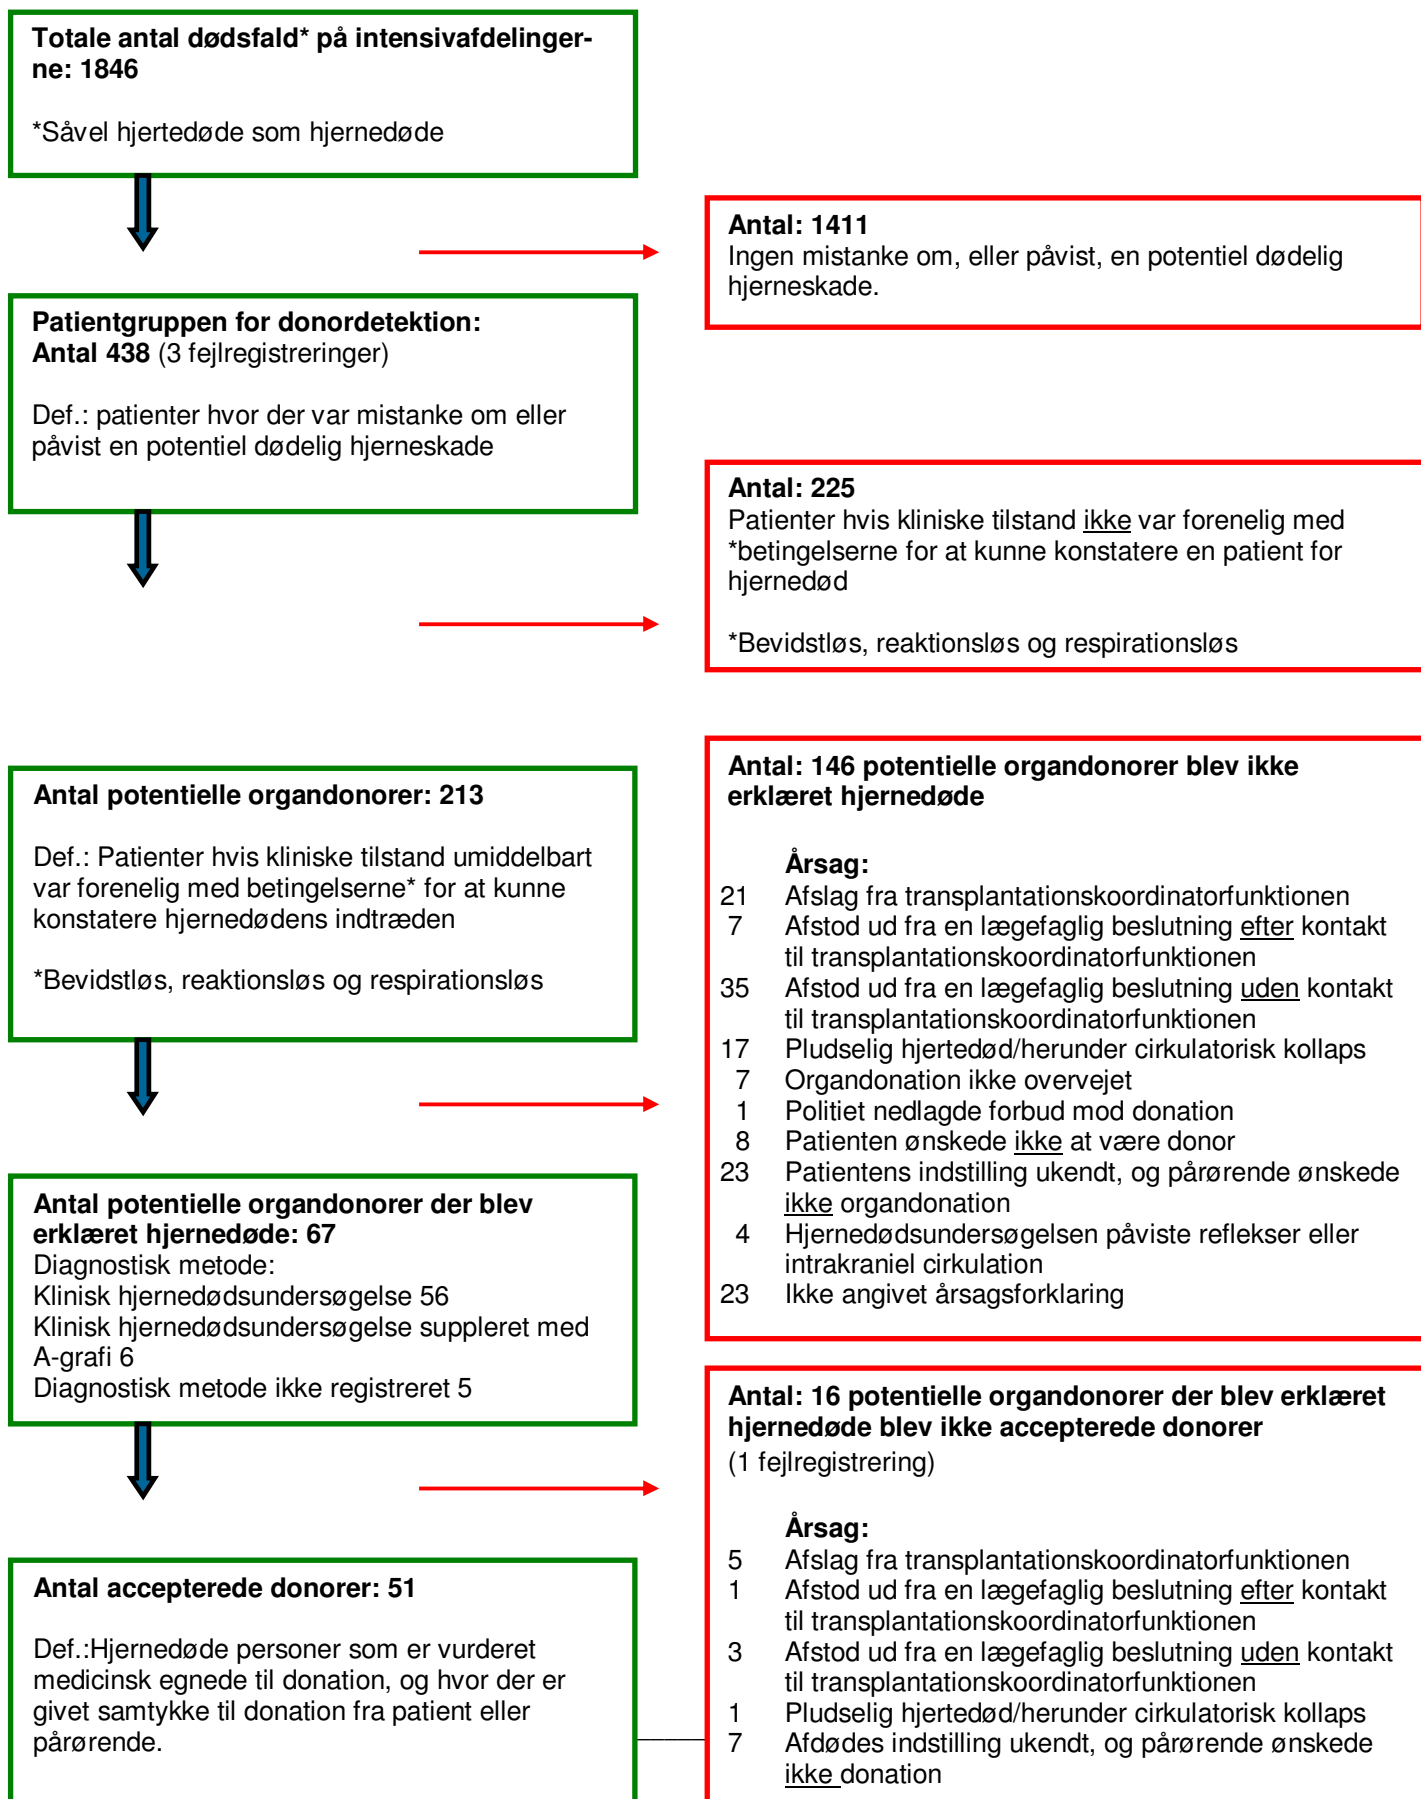 Totale antal dødsfald* på intensivafdelinger-
ne: 1846
*Såvel hjertedøde som hjernedøde
Antal: 1411
Ingen mistanke om, eller påvist, en potentiel dødelig
hjerneskade.
Patientgruppen for donordetektion:
Antal 438 (3 fejlregistreringer)
Def.: patienter hvor der var mistanke om eller
påvist en potentiel dødelig hjerneskade
Antal: 225
Patienter hvis kliniske tilstand ikke var forenelig med
*betingelserne for at kunne konstatere en patient for
hjernedød
*Bevidstløs, reaktionsløs og respirationsløs
Antal potentielle organdonorer: 213
Def.: Patienter hvis kliniske tilstand umiddelbart
var forenelig med betingelserne* for at kunne
konstatere hjernedødens indtræden
*Bevidstløs, reaktionsløs og respirationsløs
Antal: 146 potentielle organdonorer blev ikke
erklæret hjernedøde
Årsag:
21 Afslag fra transplantationskoordinatorfunktionen
7 Afstod ud fra en lægefaglig beslutning efter kontakt
til transplantationskoordinatorfunktionen
35 Afstod ud fra en lægefaglig beslutning uden kontakt
til transplantationskoordinatorfunktionen
17 Pludselig hjertedød/herunder cirkulatorisk kollaps
7 Organdonation ikke overvejet
1 Politiet nedlagde forbud mod donation
8 Patienten ønskede ikke at være donor
23 Patientens indstilling ukendt, og pårørende ønskede
ikke organdonation
4 Hjernedødsundersøgelsen påviste reflekser eller
intrakraniel cirkulation
23 Ikke angivet årsagsforklaring
Antal potentielle organdonorer der blev
erklæret hjernedøde: 67
Diagnostisk metode:
Klinisk hjernedødsundersøgelse 56
Klinisk hjernedødsundersøgelse suppleret med
A-grafi 6
Diagnostisk metode ikke registreret 5
Antal: 16 potentielle organdonorer der blev erklæret
hjernedøde blev ikke accepterede donorer
(1 fejlregistrering)
Årsag:
5 Afslag fra transplantationskoordinatorfunktionen
1 Afstod ud fra en lægefaglig beslutning efter kontakt
til transplantationskoordinatorfunktionen
3 Afstod ud fra en lægefaglig beslutning uden kontakt
til transplantationskoordinatorfunktionen
1 Pludselig hjertedød/herunder cirkulatorisk kollaps
7 Afdødes indstilling ukendt, og pårørende ønskede
ikke donation
Antal accepterede donorer: 51
Def.:Hjernedøde personer som er vurderet
medicinsk egnede til donation, og hvor der er
givet samtykke til donation fra patient eller
pårørende.